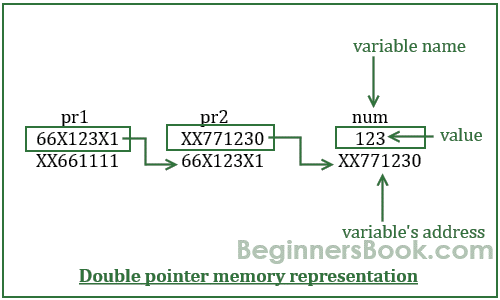 variable name
pr1 pr2 num
66X123X1 XX771230 123 value
XX661111 66X123X1 XX771230
variable's address
BeginnersBook.com
Double pointer memory representation